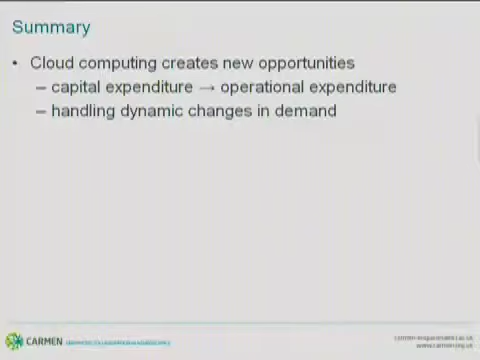 Summary
• Cloud computing creates new opportunities
– capital expenditure → operational expenditure
– handling dynamic changes in demand
CARMEN